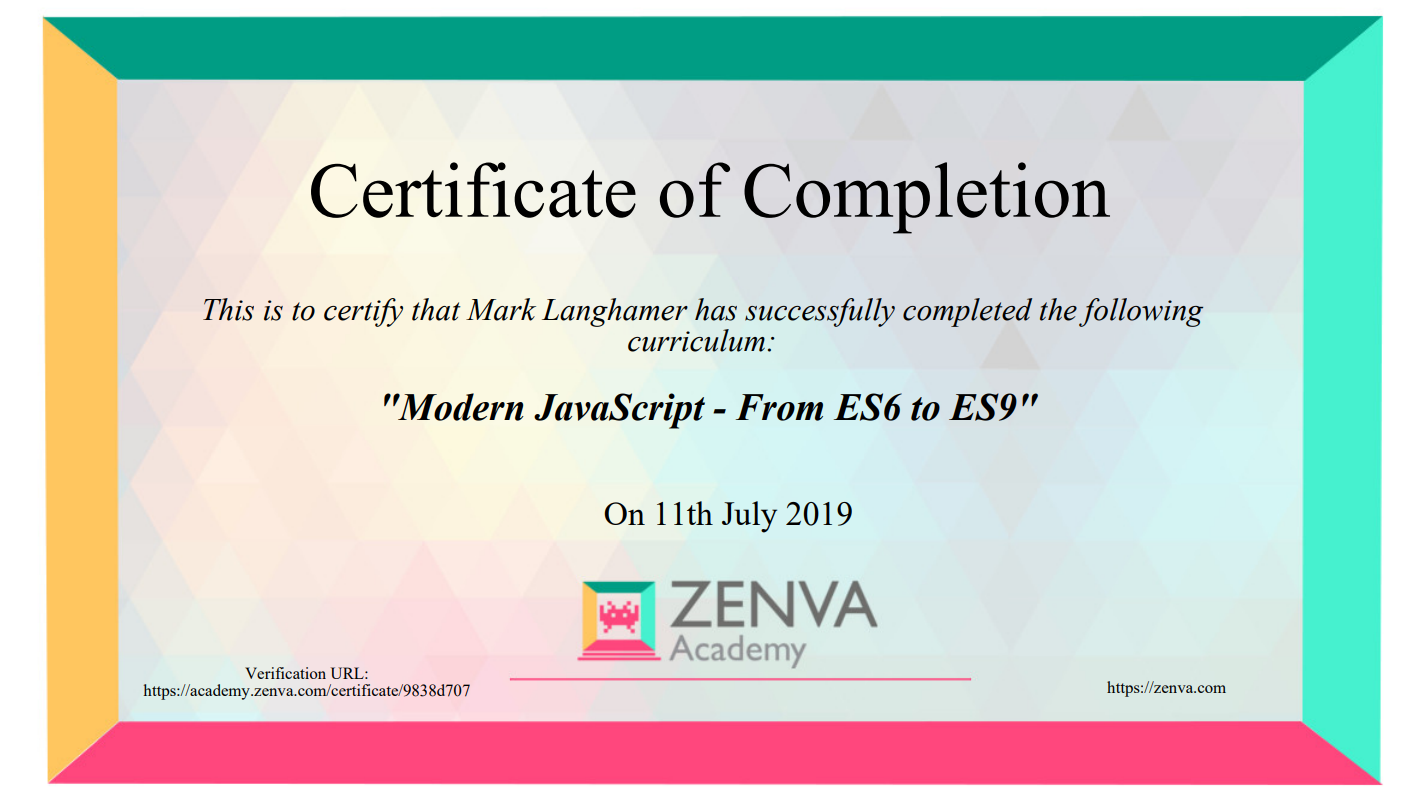 Certificate of Completion
This is to certify that Mark Langhamer has successfully completed the following
curriculum:
"Modern JavaScript - From ES6 to ES9"
On 11th July 2019
ZENVA
Academy
Verification URL:
https://academy.zenva.com/certificate/9838d707
https://zenva.com